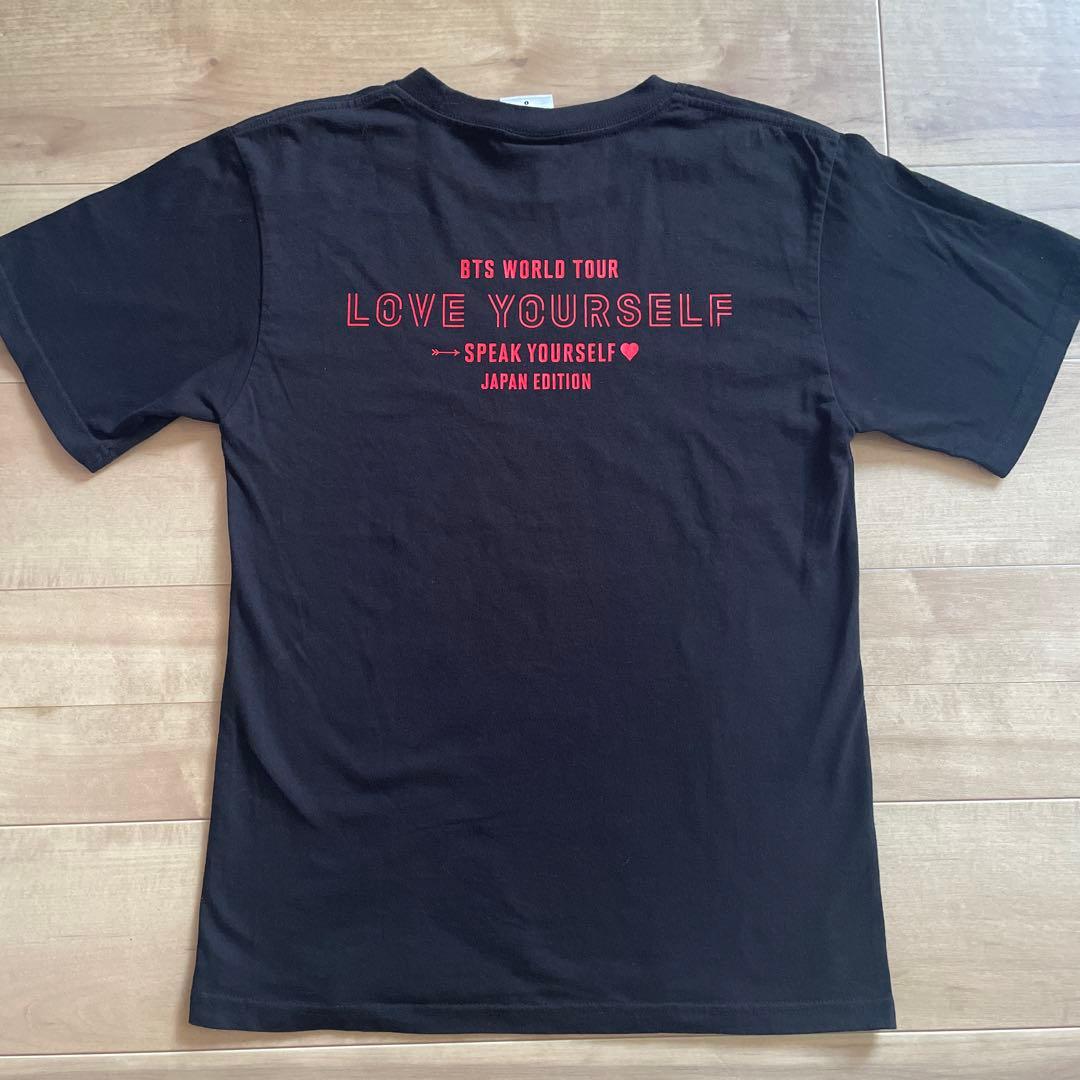 BTS WORLD TOUR
LOVE YOURSELF
SPEAK YOURSELF
JAPAN EDITION